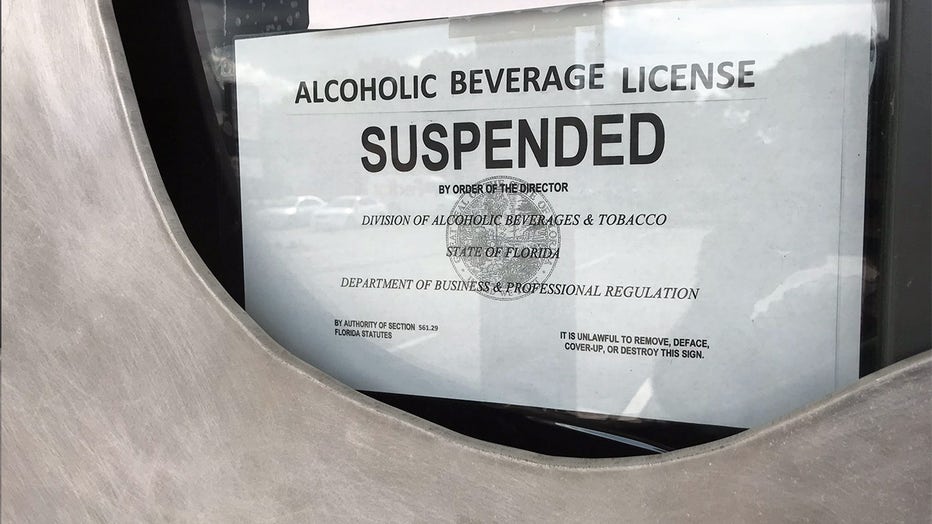 ALCOHOLIC BEVERAGE LICENSE
SUSPENDED
BY ORDER OF THE DIRECTOR
DIVISION OF ALCOHOLIC BEVERAGES & TOBACCO
STATE OF FLORIDA
DEPARTMENT OF BUSINESS & PROFESSIONAL REGULATION
BY AUTHORITY OF SECTION 561.29
FLORIDA STATUTES
IT IS UNLAWFUL TO REMOVE, DEFACE,
COVER-UP, OR DESTROY THIS SIGN.